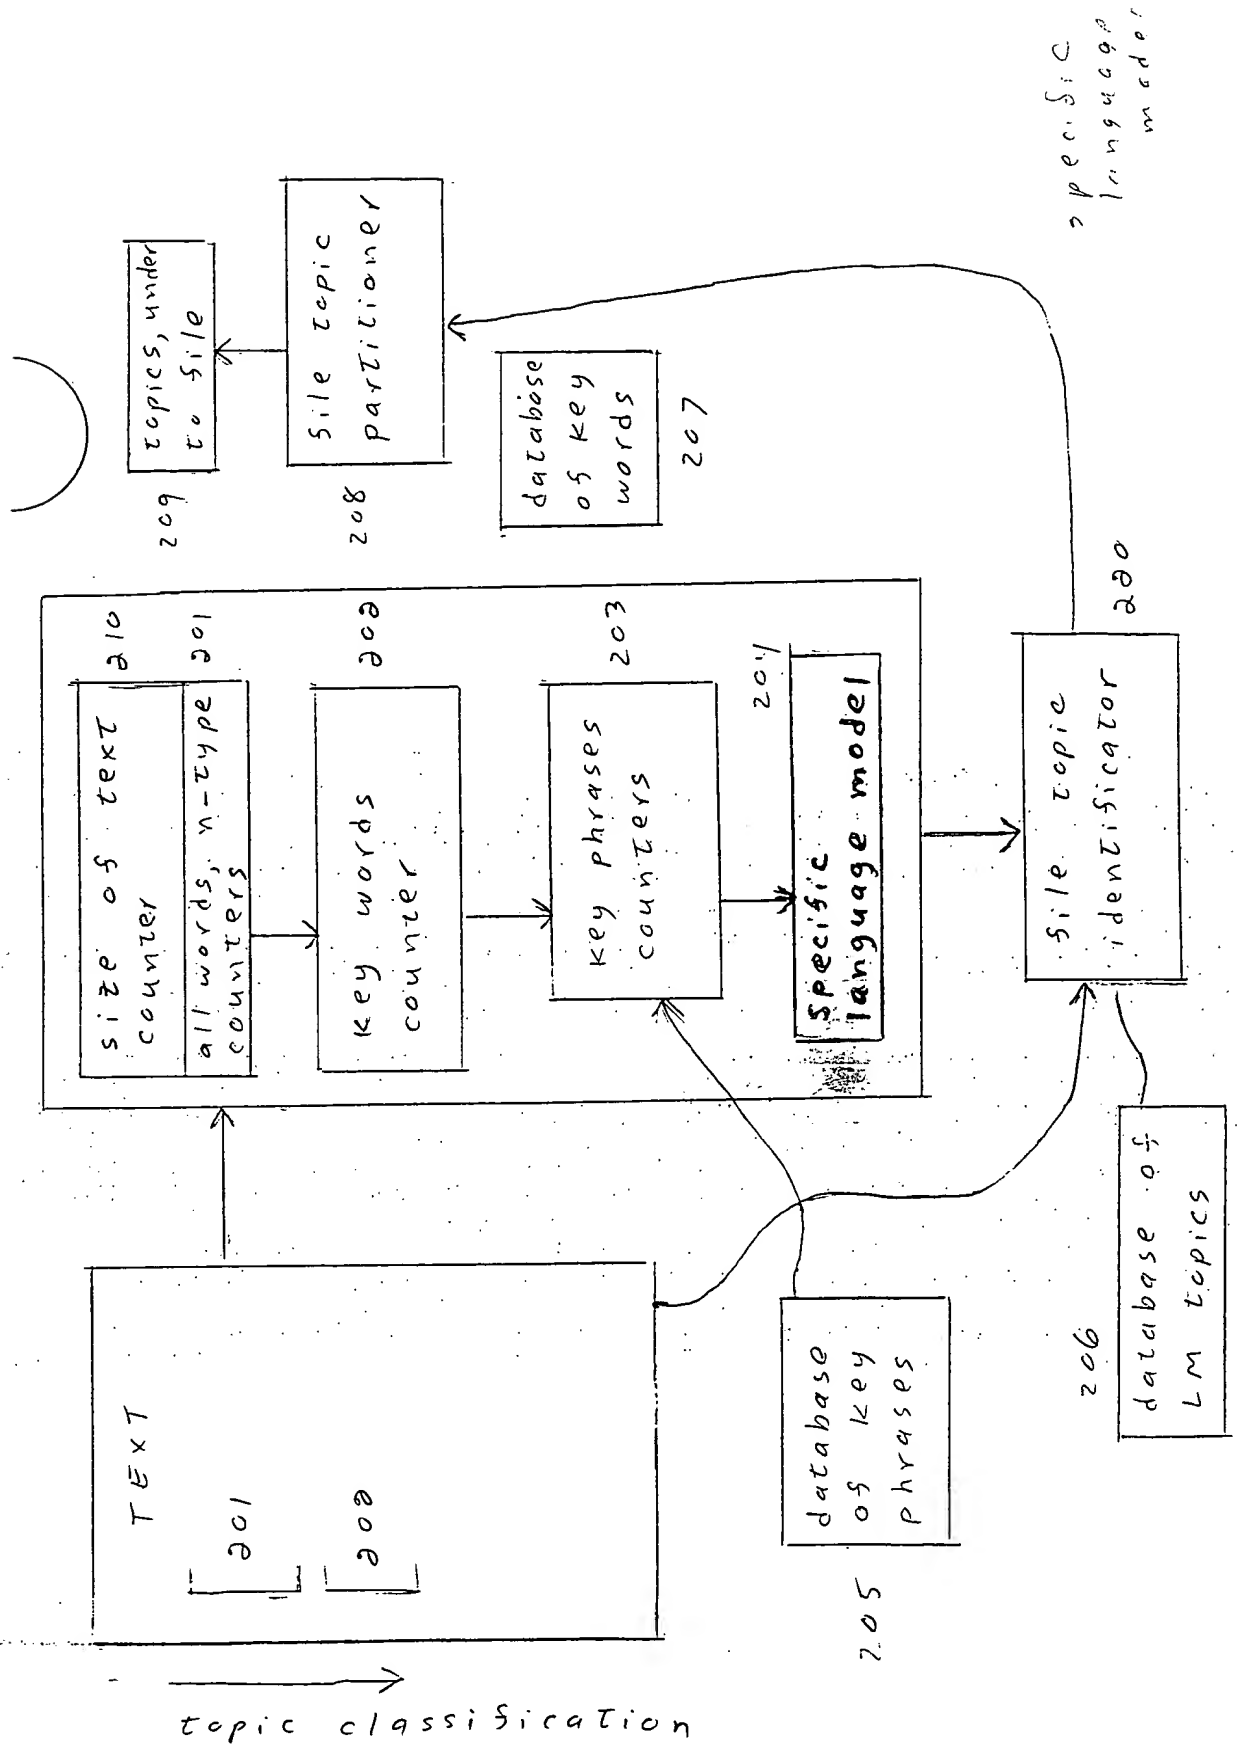 topic classification
TEXT
201
202
size of text
counter
210
all words, n-type
counters
201
key words
counter
202
key phrases
counters
203
204
Specific
language model
209
topics, under
to file
208
file topic
partitioner
database
of key
words
207
205
database
of key
phrases
206
database of
LM topics
file topic
identificator
220
specific
language